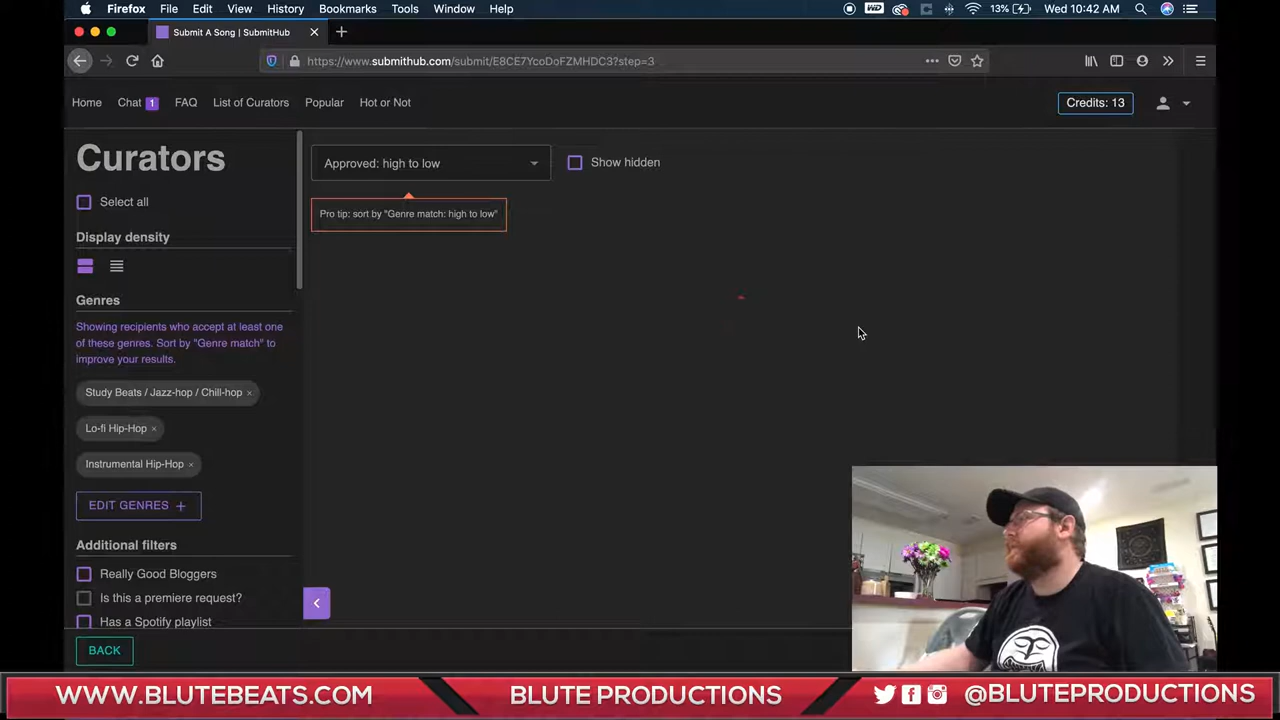 Firefox File Edit View History Bookmarks Tools Window Help WD 13% Wed 10:42 AM
Submit A Song | SubmitHub
https://www.submithub.com/submit/E8CE7YcoDoFZMHDC3?step=3
Home Chat 1 FAQ List of Curators Popular Hot or Not Credits: 13
Curators
Approved: high to low
Show hidden
Select all
Pro tip: sort by "Genre match: high to low"
Display density
Genres
Showing recipients who accept at least one
of these genres. Sort by "Genre match" to
improve your results.
Study Beats / Jazz-hop / Chill-hop ×
Lo-fi Hip-Hop ×
Instrumental Hip-Hop ×
EDIT GENRES +
Additional filters
Really Good Bloggers
Is this a premiere request?
Has a Spotify playlist
BACK
WWW.BLUTEBEATS.COM BLUTE PRODUCTIONS @BLUTEPRODUCTIONS